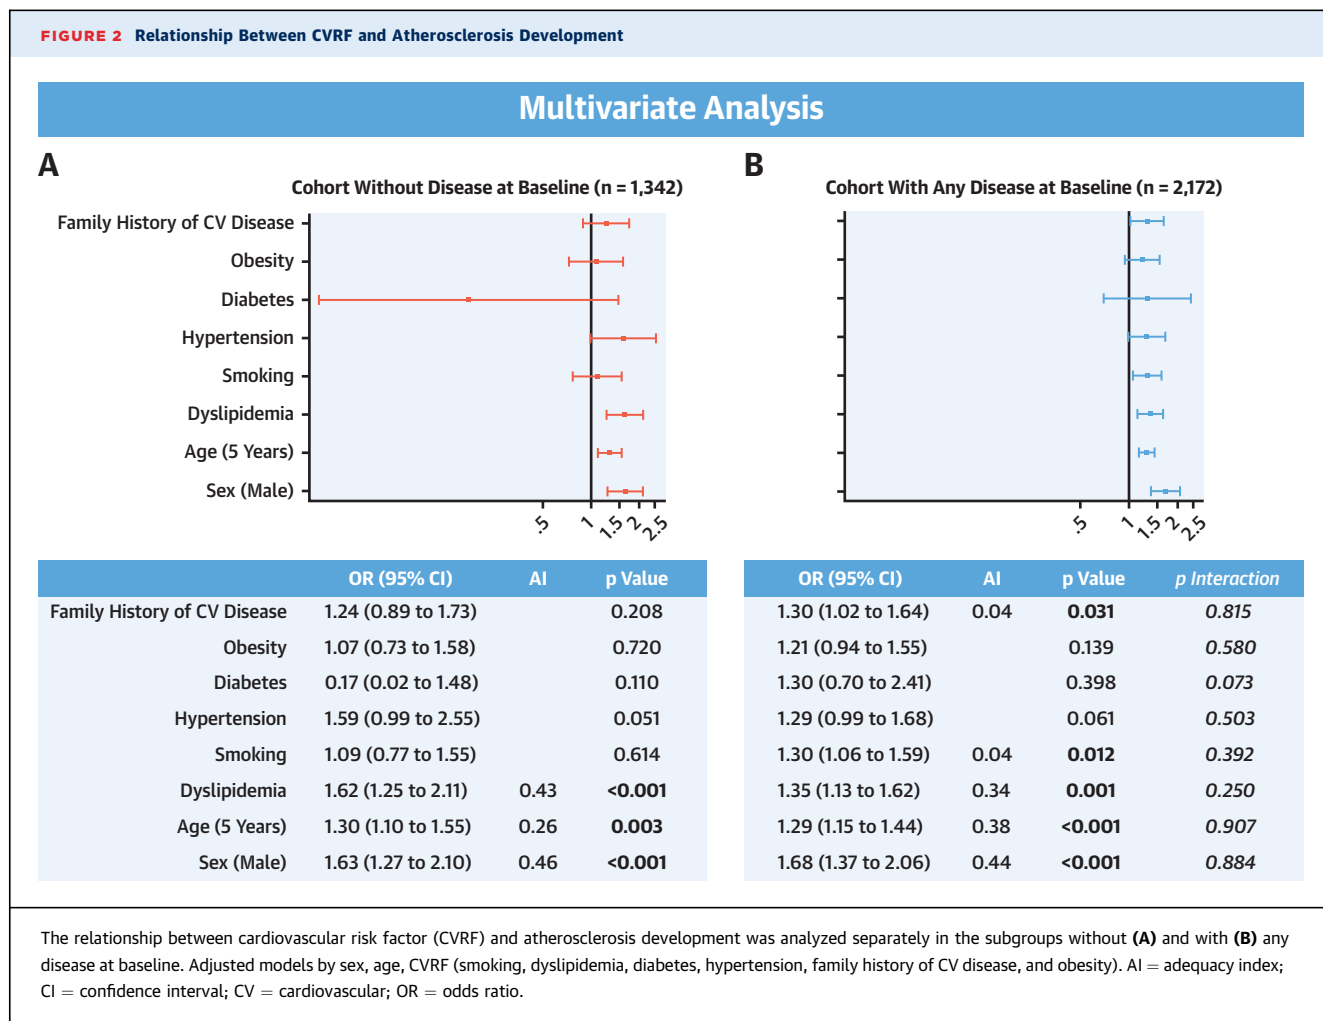 FIGURE 2 Relationship Between CVRF and Atherosclerosis Development
Multivariate Analysis
A
Cohort Without Disease at Baseline (n = 1,342)
Family History of CV Disease
Obesity
Diabetes
Hypertension
Smoking
Dyslipidemia
Age (5 Years)
Sex (Male)
.5 1 1.5 2 2.5
B
Cohort With Any Disease at Baseline (n = 2,172)
.5 1 1.5 2 2.5
OR (95% CI) AI p Value
Family History of CV Disease 1.24 (0.89 to 1.73) 0.208
Obesity 1.07 (0.73 to 1.58) 0.720
Diabetes 0.17 (0.02 to 1.48) 0.110
Hypertension 1.59 (0.99 to 2.55) 0.051
Smoking 1.09 (0.77 to 1.55) 0.614
Dyslipidemia 1.62 (1.25 to 2.11) 0.43 <0.001
Age (5 Years) 1.30 (1.10 to 1.55) 0.26 0.003
Sex (Male) 1.63 (1.27 to 2.10) 0.46 <0.001
OR (95% CI) AI p Value p Interaction
1.30 (1.02 to 1.64) 0.04 0.031 0.815
1.21 (0.94 to 1.55) 0.139 0.580
1.30 (0.70 to 2.41) 0.398 0.073
1.29 (0.99 to 1.68) 0.061 0.503
1.30 (1.06 to 1.59) 0.04 0.012 0.392
1.35 (1.13 to 1.62) 0.34 0.001 0.250
1.29 (1.15 to 1.44) 0.38 <0.001 0.907
1.68 (1.37 to 2.06) 0.44 <0.001 0.884
The relationship between cardiovascular risk factor (CVRF) and atherosclerosis development was analyzed separately in the subgroups without (A) and with (B) any
disease at baseline. Adjusted models by sex, age, CVRF (smoking, dyslipidemia, diabetes, hypertension, family history of CV disease, and obesity). AI = adequacy index;
CI = confidence interval; CV = cardiovascular; OR = odds ratio.